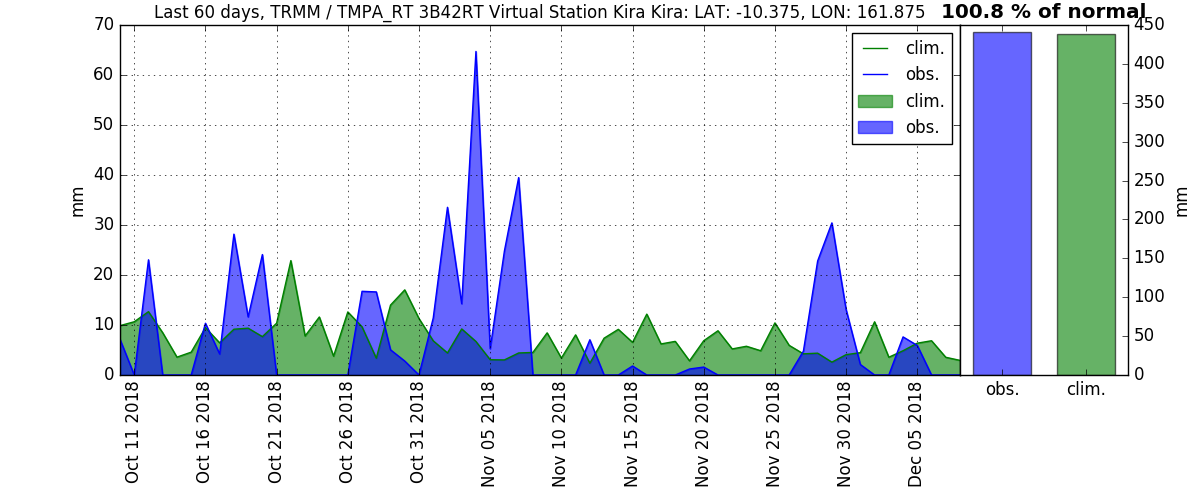 Last 60 days, TRMM / TMPA_RT 3B42RT Virtual Station Kira Kira: LAT: -10.375, LON: 161.875
100.8 % of normal
70
60
50
40
30
20
10
0
mm
clim.
obs.
clim.
obs.
450
400
350
300
250
200
150
100
50
0
mm
obs.
clim.
Oct 11 2018
Oct 16 2018
Oct 21 2018
Oct 26 2018
Oct 31 2018
Nov 05 2018
Nov 10 2018
Nov 15 2018
Nov 20 2018
Nov 25 2018
Nov 30 2018
Dec 05 2018